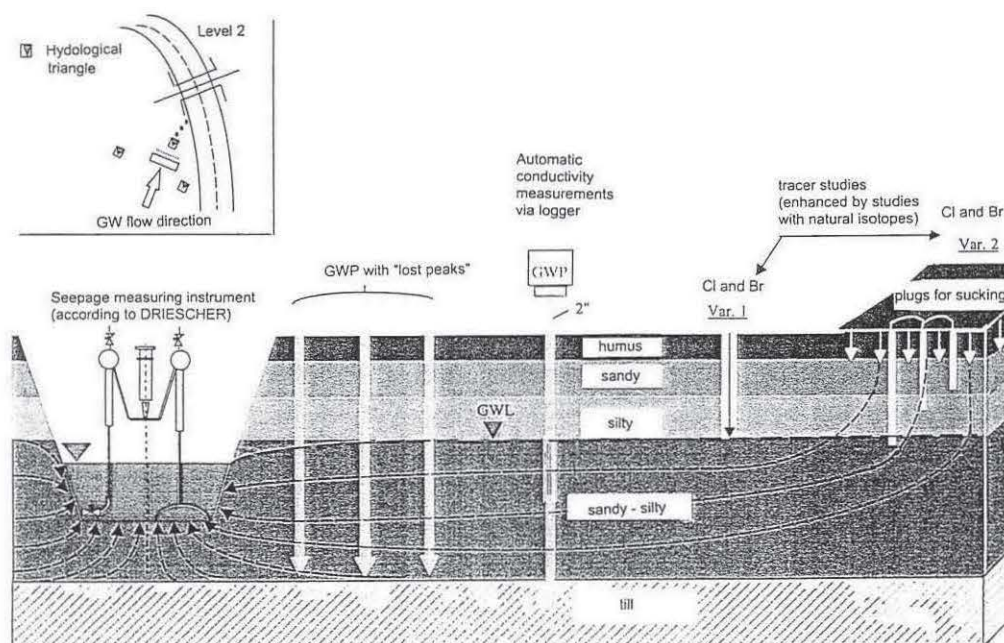 Level 2
Hydological
triangle
GW flow direction
Automatic
conductivity
measurements
via logger
tracer studies
(enhanced by studies
with natural isotopes)
Cl and Br
Var. 2
GWP with "lost peaks"
GWP
Cl and Br
Var. 1
plugs for sucking
Seepage measuring instrument
(according to DRIESCHER)
2"
humus
sandy
GWL
silty
sandy - silty
till